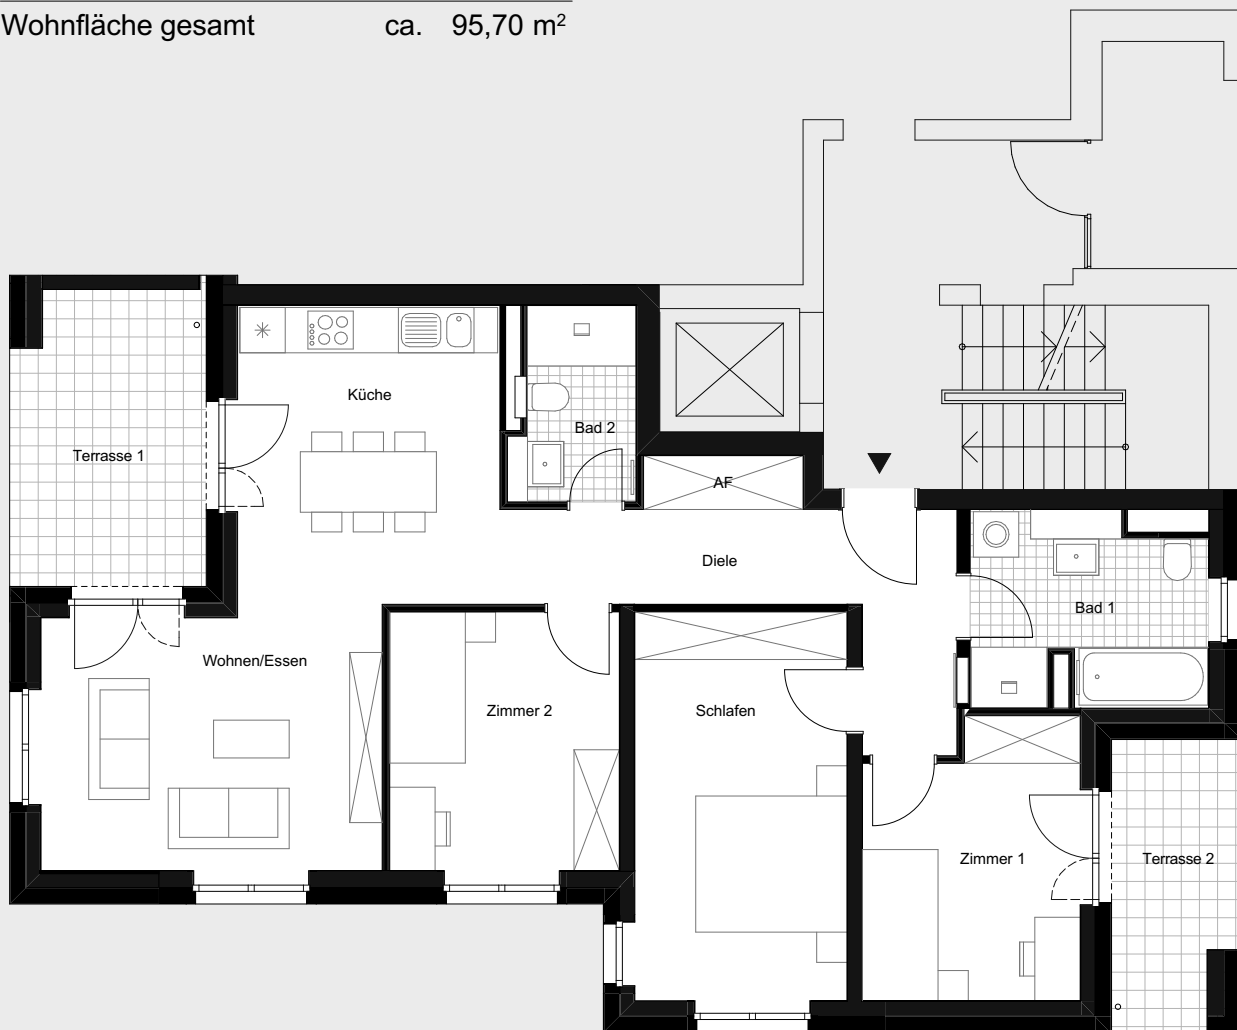 Wohnfläche gesamt ca. 95,70 m²
Küche
Bad 2
Terrasse 1
AF
Diele
Bad 1
Wohnen/Essen
Zimmer 2
Schlafen
Zimmer 1
Terrasse 2